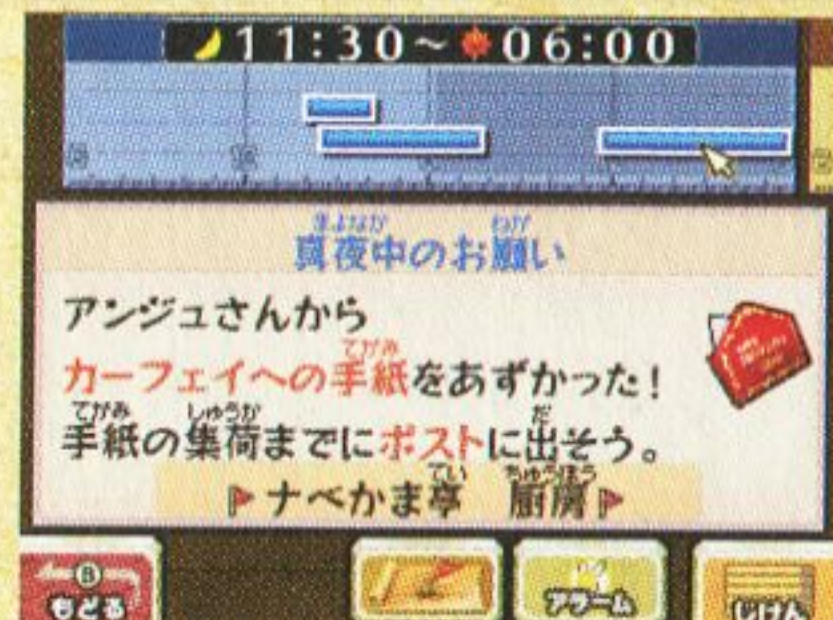 11:30～06:00
真夜中のお願い
アンジュさんから
カーフェイへの手紙をあずかった！
手紙の集荷までにポストに出そう。
ナベかま亭 厨房
B
もどる
アラーム
じけん